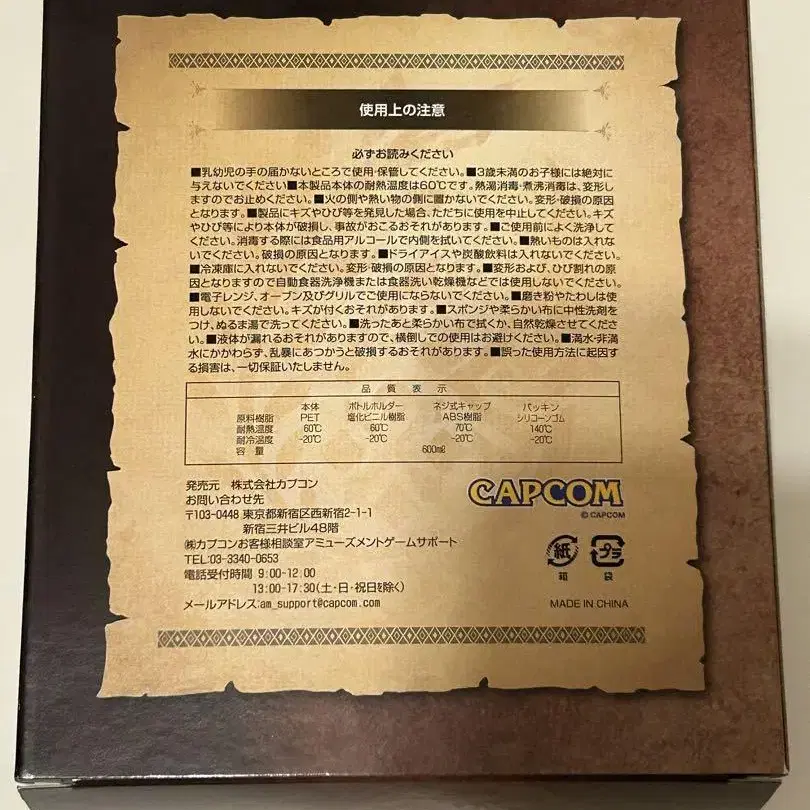 使用上の注意
必ずお読みください
■乳幼児の手の届かないところで使用・保管してください。■3歳未満のお子様には絶対に
与えないでください■本製品本体の耐熱温度は60℃です。熱湯消毒・煮沸消毒は、変形し
ますのでお止めください。■火の側や熱い物の側に置かないでください。変形・破損の原因
となります。■製品にキズやひび等を発見した場合、ただちに使用を中止してください。キズ
やひび等により本体が破損し、事故がおこるおそれがあります。■ご使用前によく洗浄して
ください。消毒する際には食品用アルコールで内側を拭いてください。■熱いものは入れな
いでください。破損の原因となります。■ドライアイスや炭酸飲料は入れないでください。
■冷凍庫に入れないでください。変形・破損の原因となります。■変形および、ひび割れの原
因となりますので自動食器洗浄機または食器洗い乾燥機などでは使用しないでください。
■電子レンジ、オーブン及びグリルでご使用にならないでください。■磨き粉やたわしは使
用しないでください。キズが付くおそれがあります。■スポンジや柔らかい布に中性洗剤
をつけ、ぬるま湯で洗ってください。■洗ったあと柔らかい布で拭くか、自然乾燥させてくださ
い。■液体が漏れるおそれがありますので、横倒しでの使用はお避けください。■満水・非満
水にかかわらず、乱暴にあつかうと破損するおそれがあります。■誤った使用方法に起因す
る損害は、一切保証いたしません。
品質表示
本体 ボトルホルダー ネジ式キャップ パッキン
原料樹脂 PET 塩化ビニル樹脂 ABS樹脂 シリコーンゴム
耐熱温度 60℃ 60℃ 70℃ 140℃
耐冷温度 -20℃ -20℃ -20℃ -20℃
容量 600mℓ
発売元 株式会社カプコン
お問い合わせ先
〒103-0448 東京都新宿区西新宿2-1-1
新宿三井ビル48階
㈱カプコンお客様相談室アミューズメントゲームサポート
TEL:03-3340-0653
電話受付時間 9:00-12:00
13:00-17:30(土・日・祝日を除く)
メールアドレス:am_support@capcom.com
CAPCOM
©CAPCOM
紙 プラ
箱 袋
MADE IN CHINA